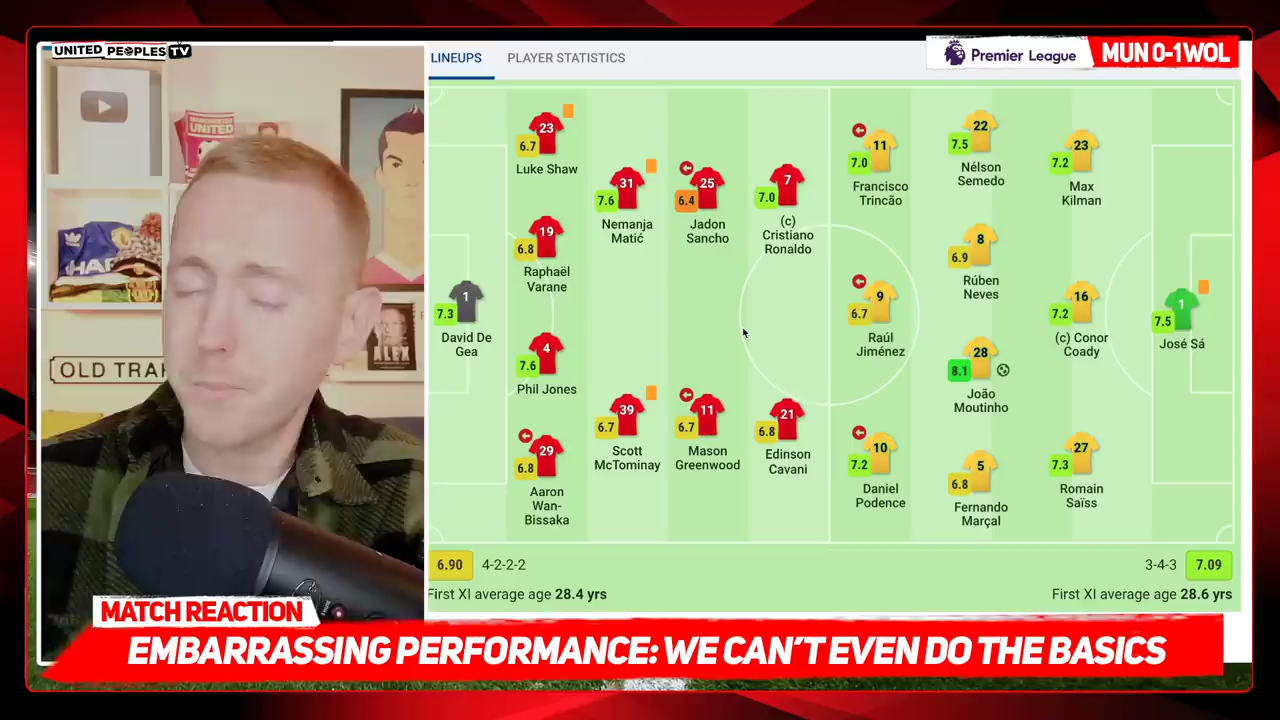 UNITED PEOPLES TV
LINEUPS
PLAYER STATISTICS
Premier League
MUN 0-1 WOL
MANCHESTER
UNITED
SHARP
ALEX
OLD TRAF
1
7.3
David De
Gea
23
6.7
Luke Shaw
19
6.8
Raphaël
Varane
4
7.6
Phil Jones
29
6.8
Aaron
Wan-
Bissaka
31
7.6
Nemanja
Matić
39
6.7
Scott
McTominay
25
6.4
Jadon
Sancho
11
6.7
Mason
Greenwood
7
7.0
(c)
Cristiano
Ronaldo
21
6.8
Edinson
Cavani
11
7.0
Francisco
Trincão
9
6.7
Raúl
Jiménez
10
7.2
Daniel
Podence
22
7.5
Nélson
Semedo
8
6.9
Rúben
Neves
28
8.1
João
Moutinho
5
6.8
Fernando
Marçal
23
7.2
Max
Kilman
16
7.2
(c) Conor
Coady
27
7.3
Romain
Saïss
1
7.5
José Sá
6.90
4-2-2-2
3-4-3
7.09
First XI average age 28.4 yrs
First XI average age 28.6 yrs
MATCH REACTION
EMBARRASSING PERFORMANCE: WE CAN'T EVEN DO THE BASICS